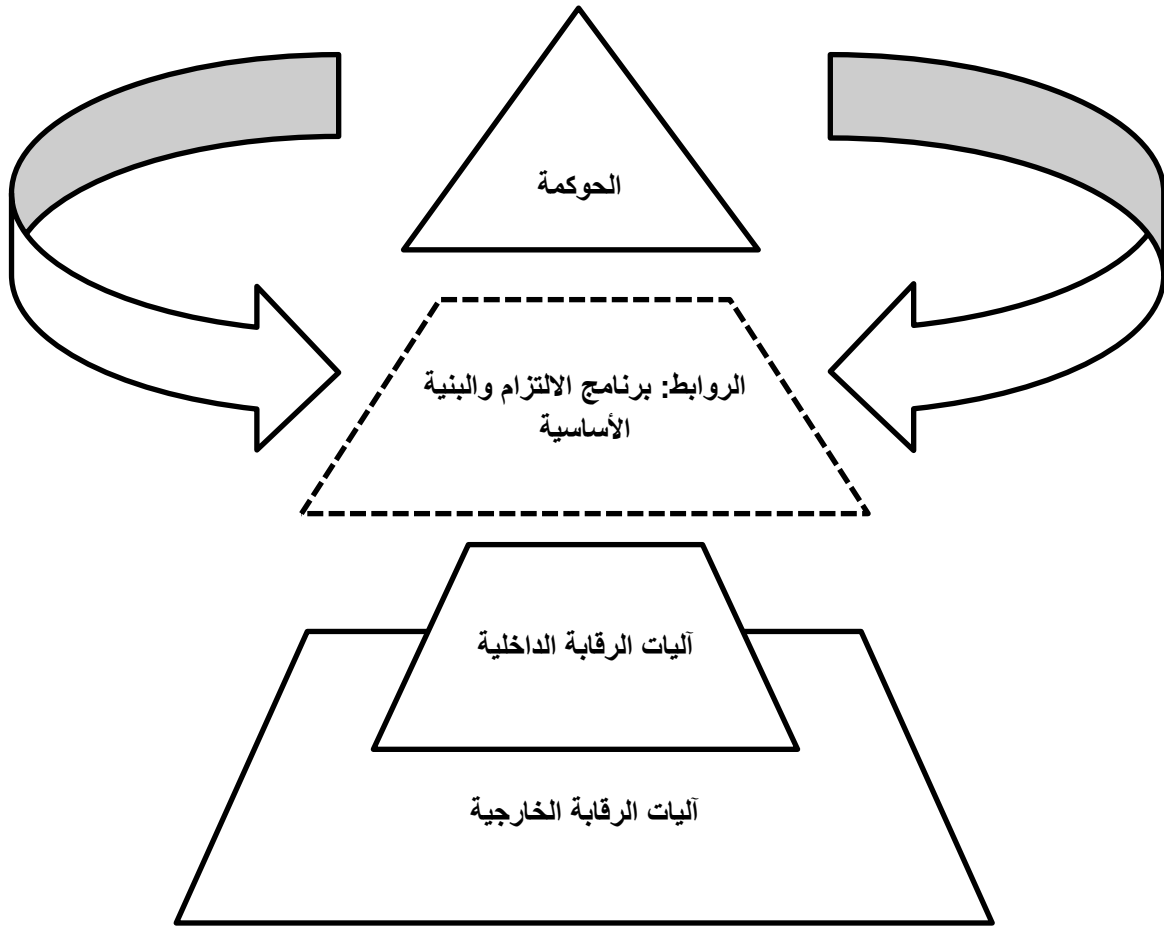 الحوكمة
الروابط: برنامج الالتزام والبنية
الأساسية
آليات الرقابة الداخلية
آليات الرقابة الخارجية